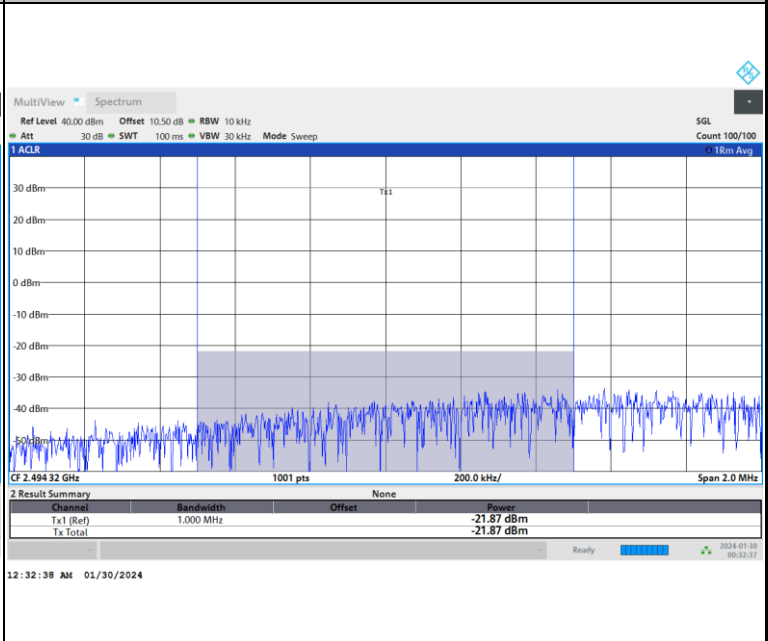 MultiView Spectrum
Ref Level 40.00 dBm Offset 10.50 dB RBW 10 kHz SGL
Att 30 dB SWT 100 ms VBW 30 kHz Mode Sweep Count 100/100
1 ACLR 1Rm Avg
30 dBm
Tx1
20 dBm
10 dBm
0 dBm
-10 dBm
-20 dBm
-30 dBm
-40 dBm
-50 dBm
CF 2.494 32 GHz 1001 pts 200.0 kHz/ Span 2.0 MHz
2 Result Summary None
Channel Bandwidth Offset Power
Tx1 (Ref) 1.000 MHz -21.87 dBm
Tx Total -21.87 dBm
Ready 2024-01-30
00:32:37
12:32:38 AM 01/30/2024